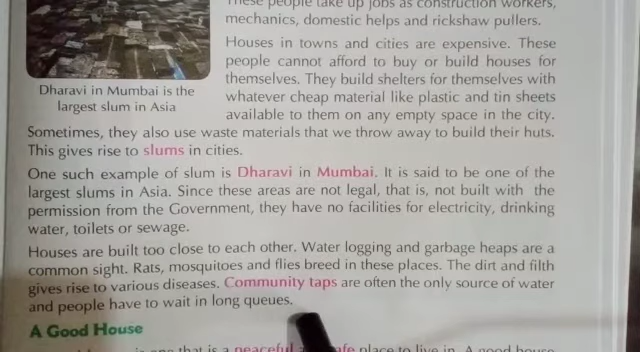 These people take up jobs as construction workers,
mechanics, domestic helps and rickshaw pullers.
Houses in towns and cities are expensive. These
people cannot afford to buy or build houses for
themselves. They build shelters for themselves with
whatever cheap material like plastic and tin sheets
available to them on any empty space in the city.
Dharavi in Mumbai is the
largest slum in Asia
Sometimes, they also use waste materials that we throw away to build their huts.
This gives rise to slums in cities.
One such example of slum is Dharavi in Mumbai. It is said to be one of the
largest slums in Asia. Since these areas are not legal, that is, not built with the
permission from the Government, they have no facilities for electricity, drinking
water, toilets or sewage.
Houses are built too close to each other. Water logging and garbage heaps are a
common sight. Rats, mosquitoes and flies breed in these places. The dirt and filth
gives rise to various diseases. Community taps are often the only source of water
and people have to wait in long queues.
A Good House
one that is a peaceful place to live in. A good house